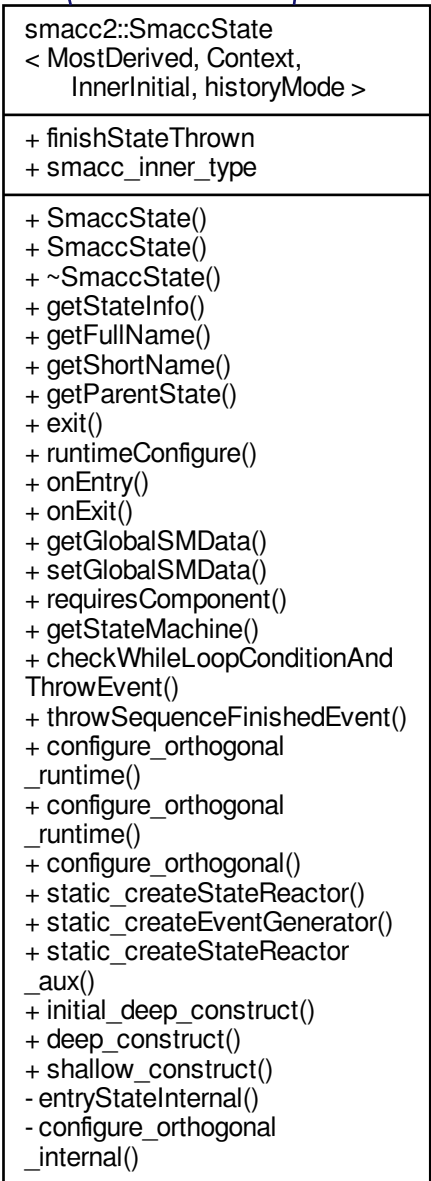 smacc2::SmaccState
< MostDerived, Context,
InnerInitial, historyMode >
+ finishStateThrown
+ smacc_inner_type
+ SmaccState()
+ SmaccState()
+ ~SmaccState()
+ getStateInfo()
+ getFullName()
+ getShortName()
+ getParentState()
+ exit()
+ runtimeConfigure()
+ onEntry()
+ onExit()
+ getGlobalSMData()
+ setGlobalSMData()
+ requiresComponent()
+ getStateMachine()
+ checkWhileLoopConditionAnd
ThrowEvent()
+ throwSequenceFinishedEvent()
+ configure_orthogonal
_runtime()
+ configure_orthogonal
_runtime()
+ configure_orthogonal()
+ static_createStateReactor()
+ static_createEventGenerator()
+ static_createStateReactor
_aux()
+ initial_deep_construct()
+ deep_construct()
+ shallow_construct()
- entryStateInternal()
- configure_orthogonal
_internal()